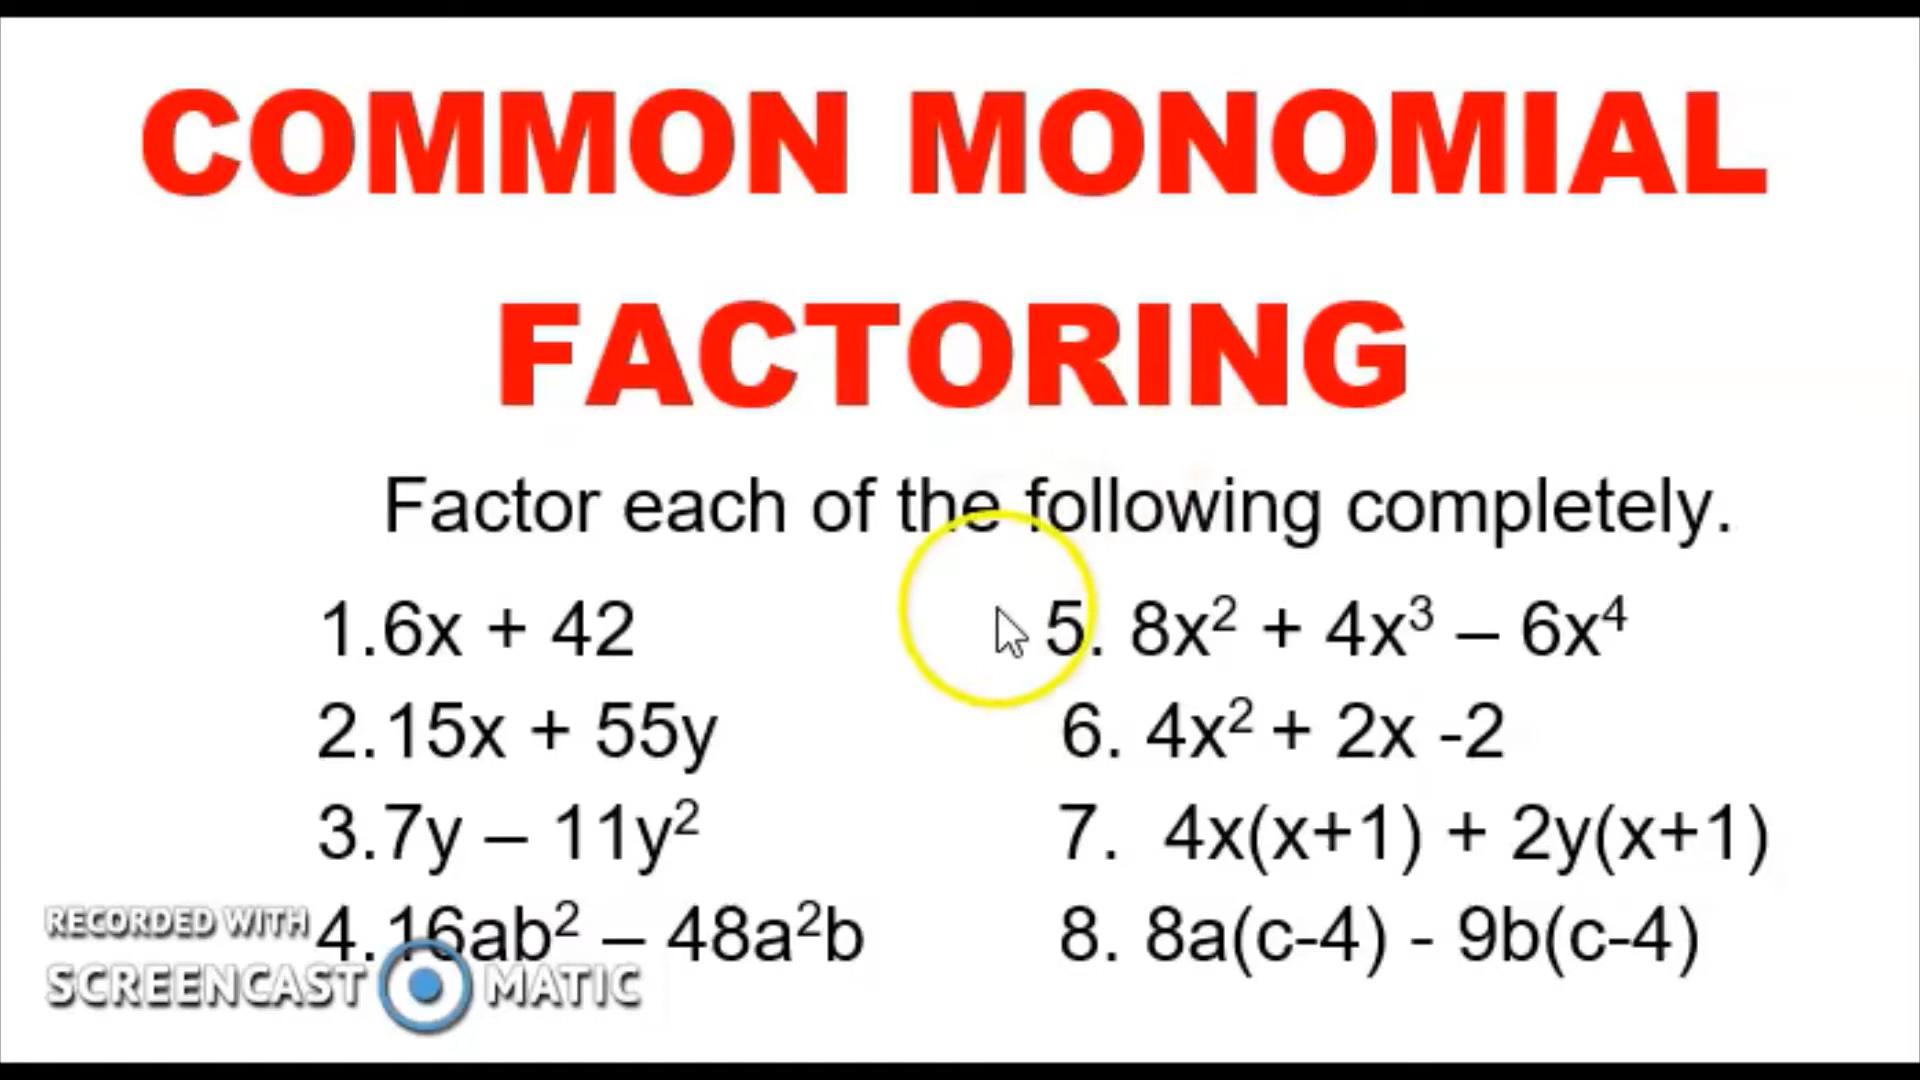 COMMON MONOMIAL
FACTORING
Factor each of the following completely.
1.6x + 42
2.15x + 55y
3.7y – 11y²
4.16ab² – 48a²b
5. 8x² + 4x³ – 6x⁴
6. 4x² + 2x -2
7. 4x(x+1) + 2y(x+1)
8. 8a(c-4) - 9b(c-4)
RECORDED WITH
SCREENCAST MATIC